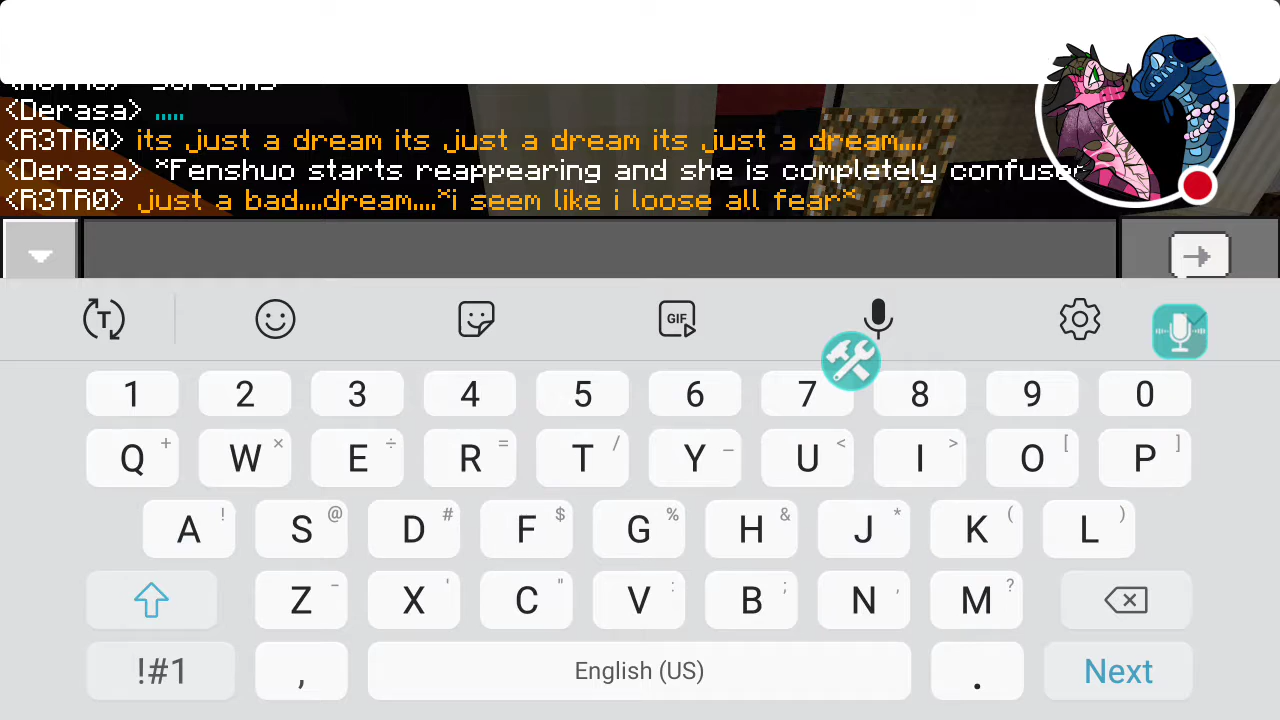 <Derasa> .....
<R3TR0> its just a dream its just a dream its just a dream....
<Derasa> *Fenshuo starts reappearing and she is completely
<R3TR0> just a bad....dream....*i seem like i loose all fear*
T
GIF
1 2 3 4 5 6 7 8 9 0
Q + W × E ÷ R = T / Y _ U < I > O [ P ]
A ! S @ D # F $ G % H & J * K ( L )
Z - X ' C " V : B ; N , M ?
!#1 , English (US) . Next